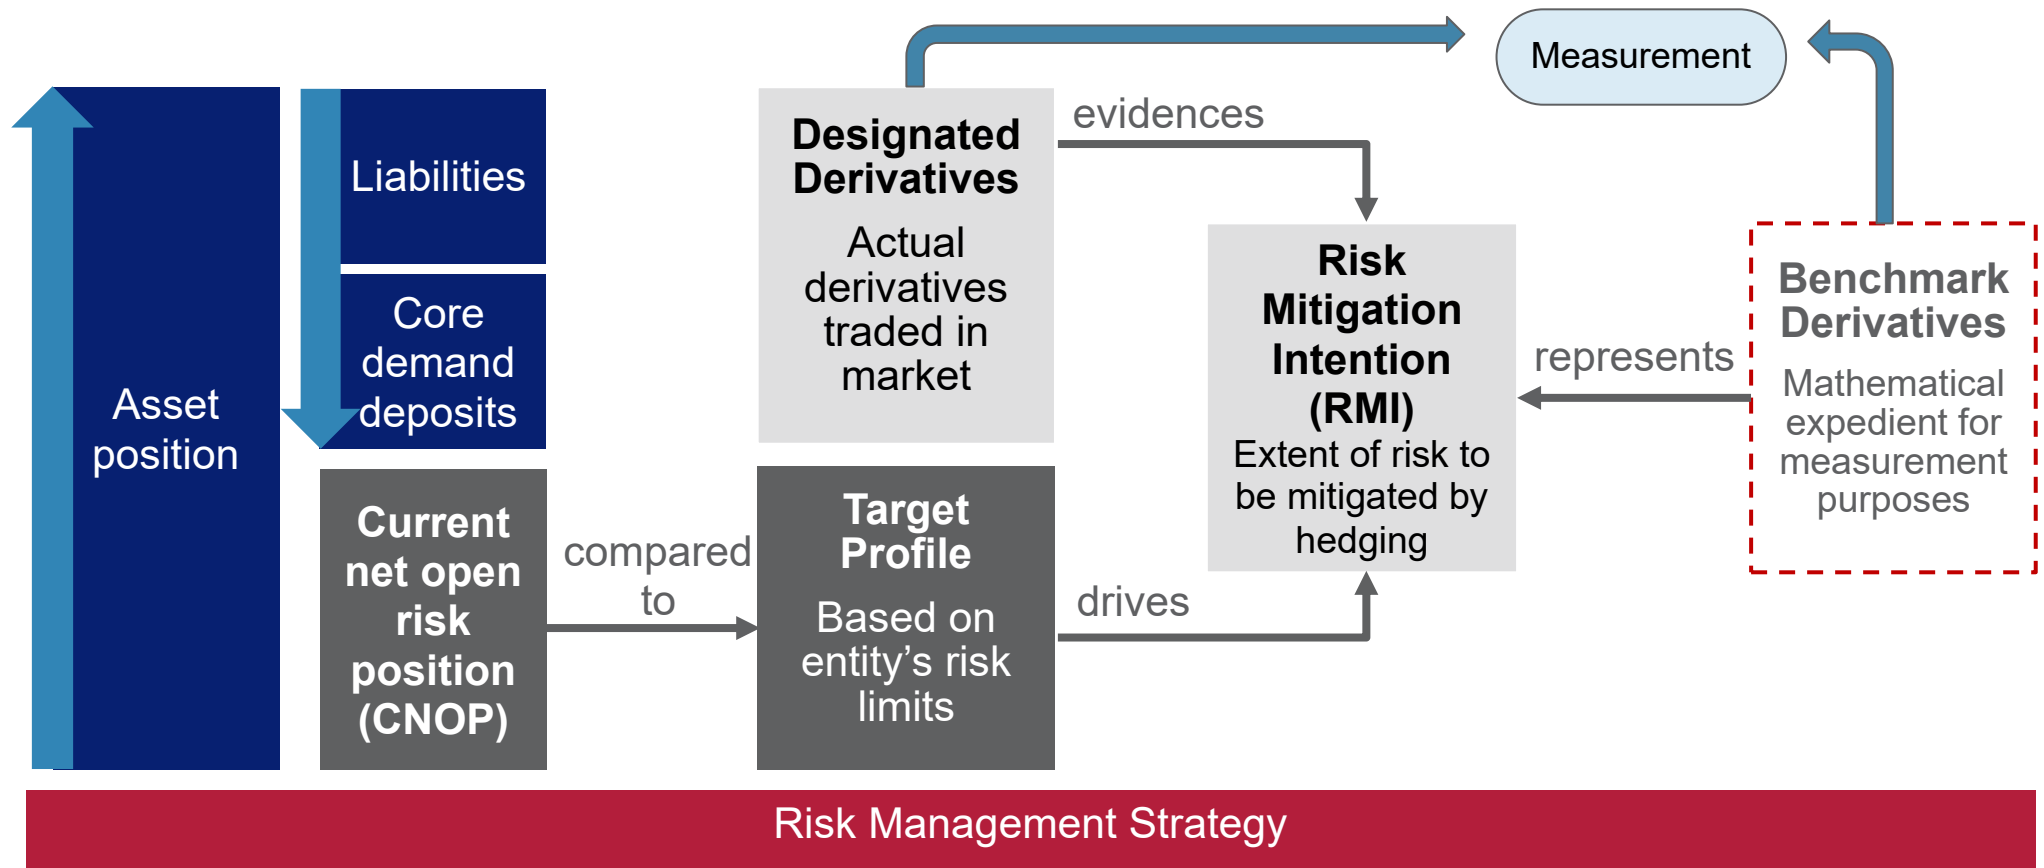 Asset
position
Liabilities
Core
demand
deposits
Current
net open
risk
position
(CNOP)
compared
to
Designated
Derivatives
Actual
derivatives
traded in
market
Target
Profile
Based on
entity’s risk
limits
evidences
drives
Risk
Mitigation
Intention
(RMI)
Extent of risk to
be mitigated by
hedging
represents
Measurement
Benchmark
Derivatives
Mathematical
expedient for
measurement
purposes
Risk Management Strategy